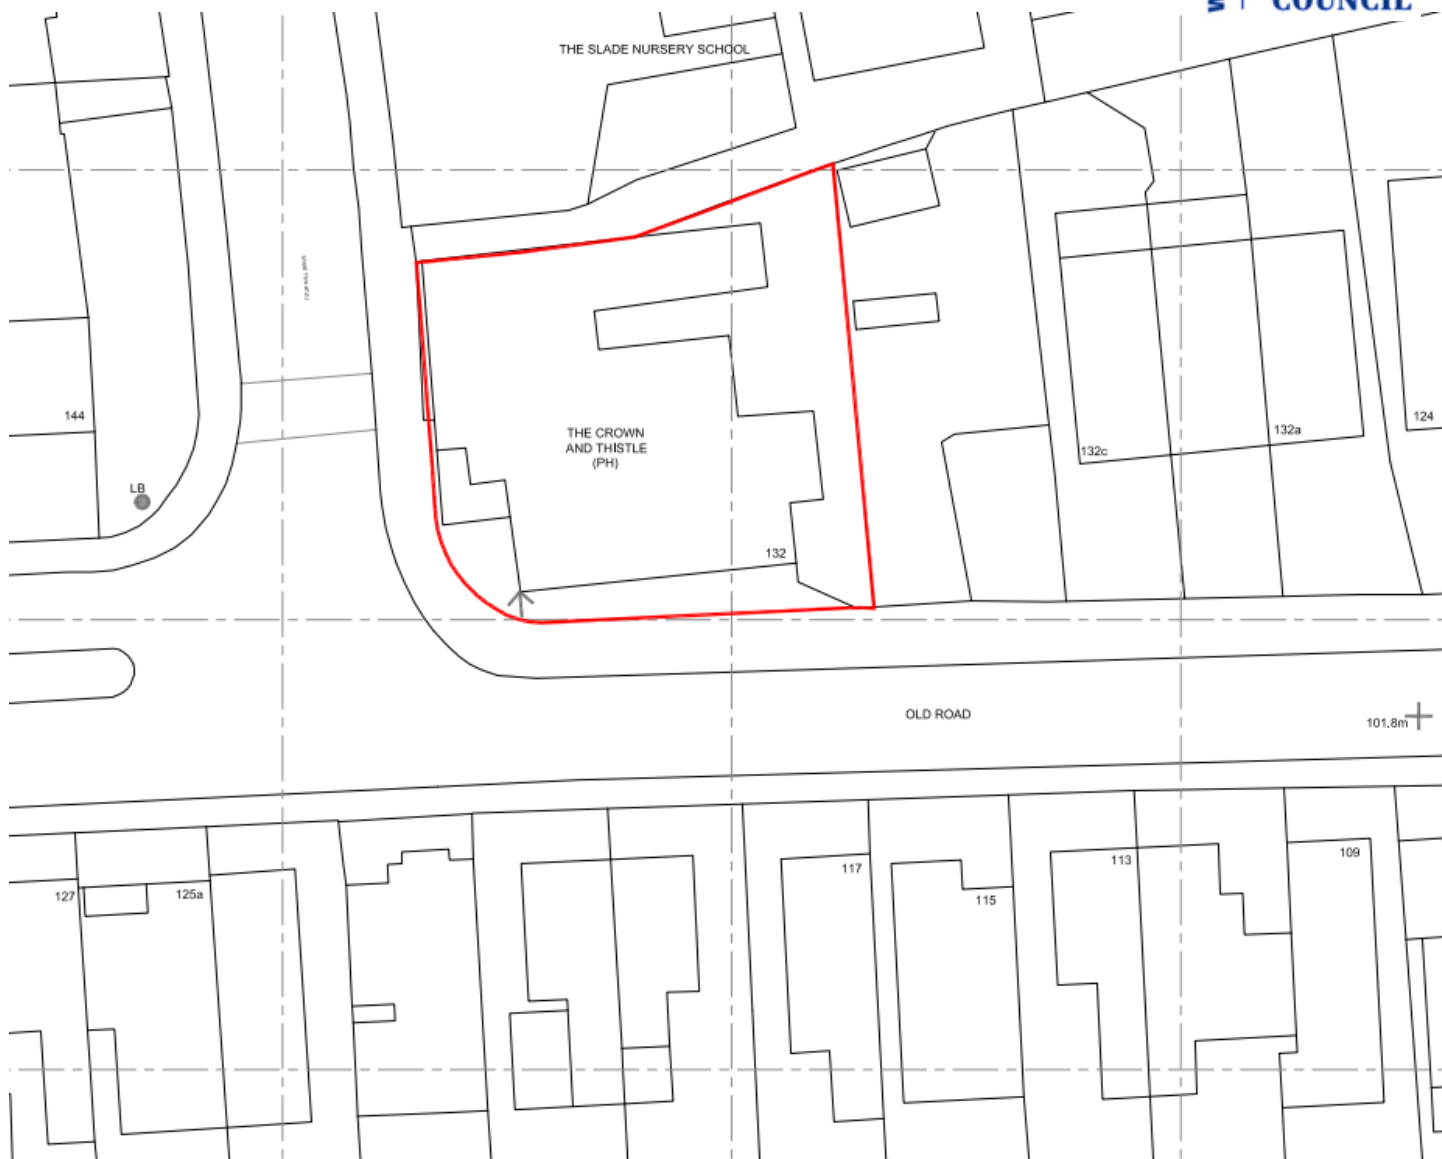 COUNCIL
THE SLADE NURSERY SCHOOL
144
LB
THE CROWN
AND THISTLE
(PH)
132
132c
132a
124
OLD ROAD
101.8m
127
125a
117
115
113
109